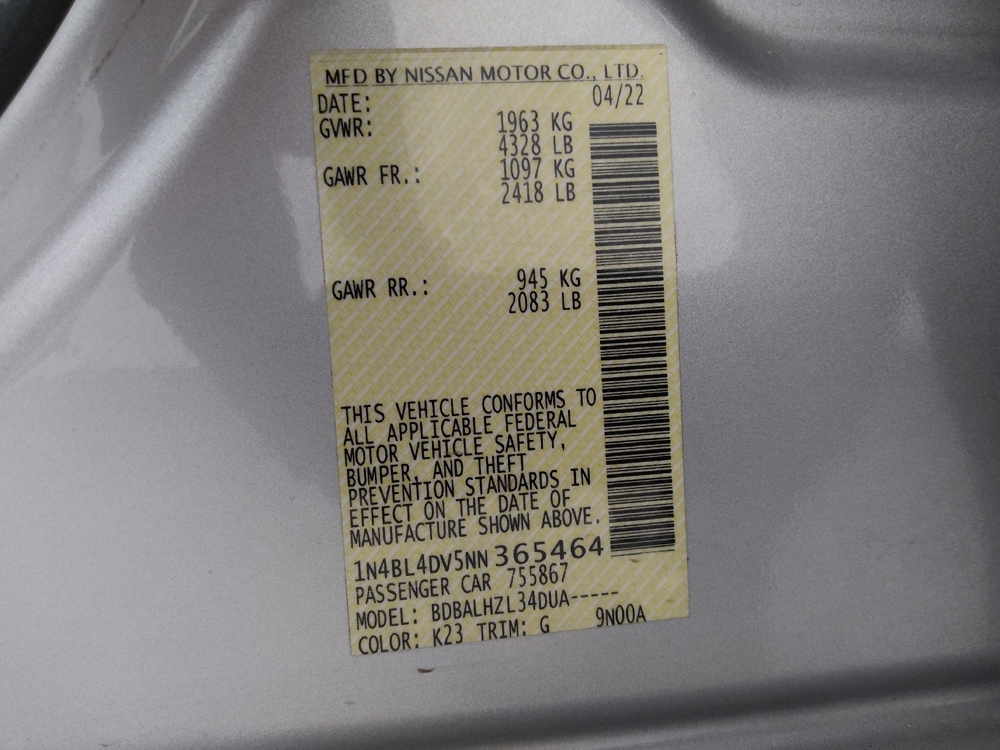 MFD BY NISSAN MOTOR CO., LTD.
DATE: 04/22
GVWR: 1963 KG
4328 LB
GAWR FR.: 1097 KG
2418 LB
GAWR RR.: 945 KG
2083 LB
THIS VEHICLE CONFORMS TO
ALL APPLICABLE FEDERAL
MOTOR VEHICLE SAFETY,
BUMPER, AND THEFT
PREVENTION STANDARDS IN
EFFECT ON THE DATE OF
MANUFACTURE SHOWN ABOVE.
1N4BL4DV5NN365464
PASSENGER CAR 755867
MODEL: BDBALHZL34DUA-----
COLOR: K23 TRIM: G 9N00A